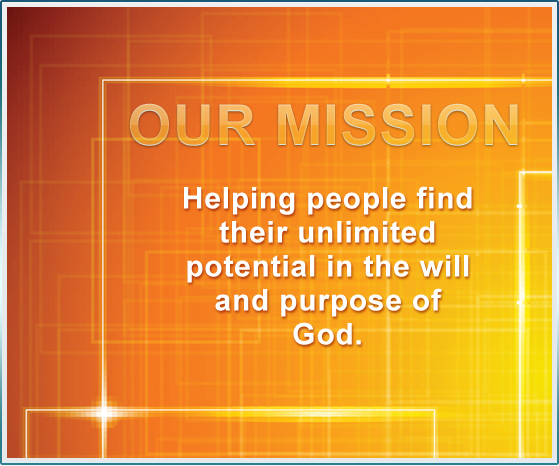 OUR MISSION
Helping people find
their unlimited
potential in the will
and purpose of
God.